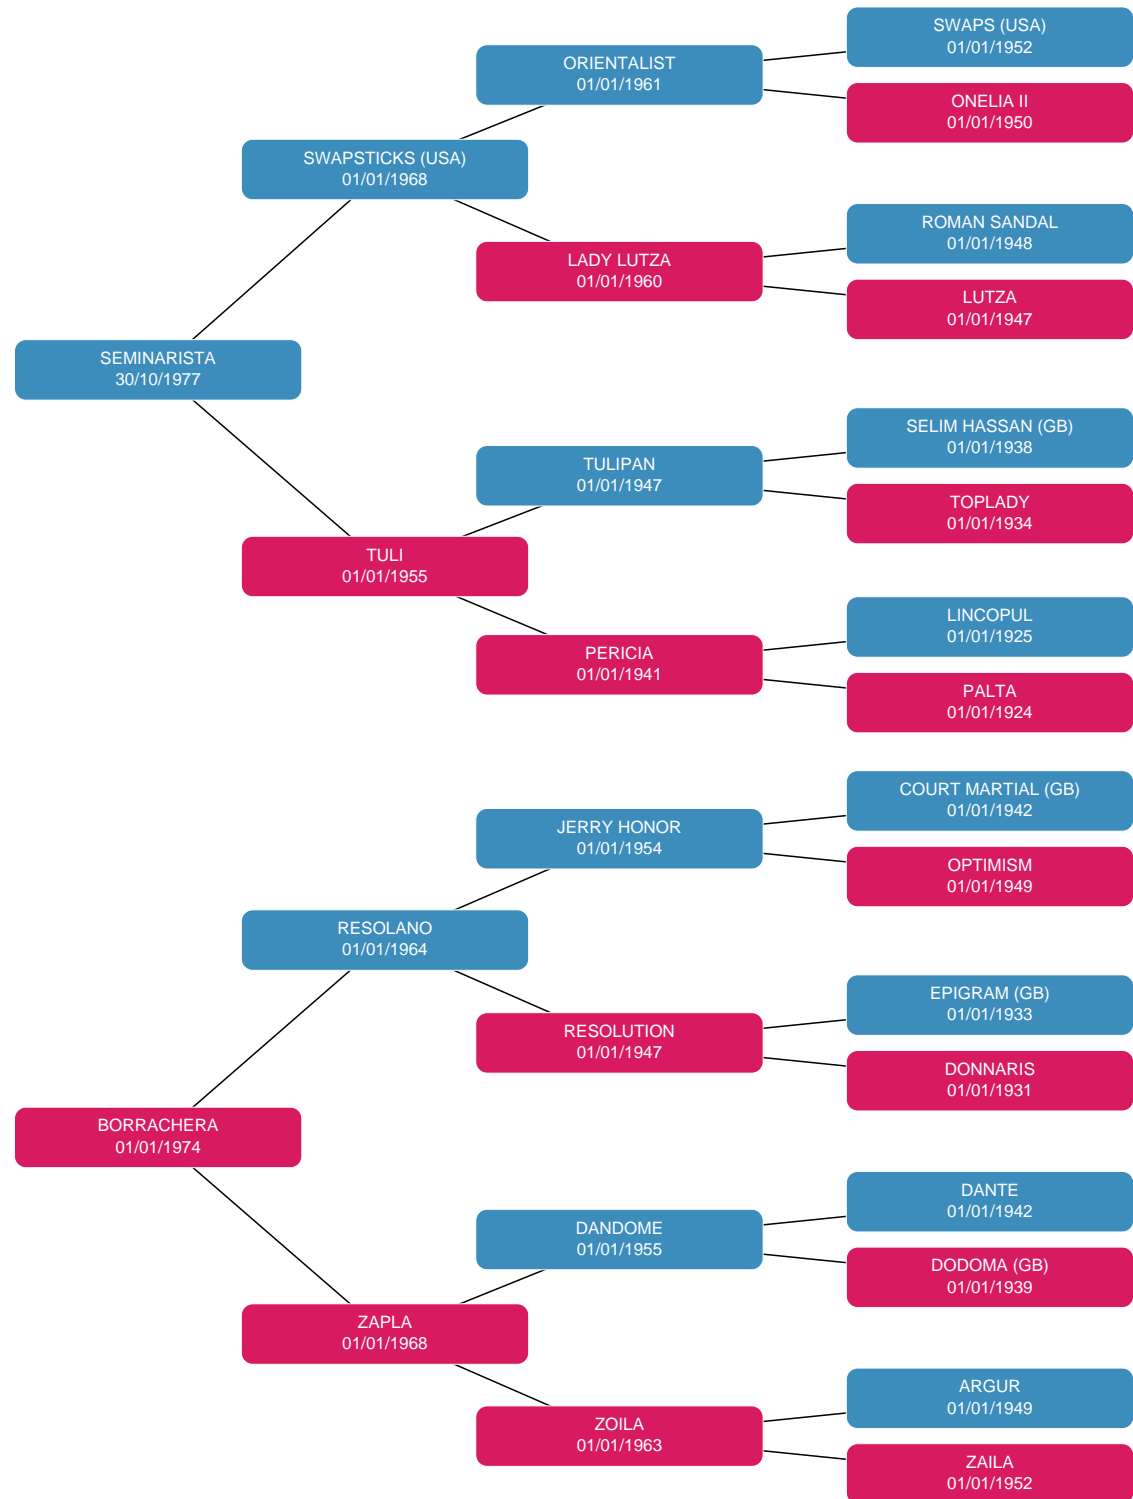 SWAPS (USA)
01/01/1952
ORIENTALIST
01/01/1961
ONELIA II
01/01/1950
SWAPSTICKS (USA)
01/01/1968
ROMAN SANDAL
01/01/1948
LADY LUTZA
01/01/1960
LUTZA
01/01/1947
SEMINARISTA
30/10/1977
SELIM HASSAN (GB)
01/01/1938
TULIPAN
01/01/1947
TOPLADY
01/01/1934
TULI
01/01/1955
LINCOPUL
01/01/1925
PERICIA
01/01/1941
PALTA
01/01/1924
COURT MARTIAL (GB)
01/01/1942
JERRY HONOR
01/01/1954
OPTIMISM
01/01/1949
RESOLANO
01/01/1964
EPIGRAM (GB)
01/01/1933
RESOLUTION
01/01/1947
DONNARIS
01/01/1931
BORRACHERA
01/01/1974
DANTE
01/01/1942
DANDOME
01/01/1955
DODOMA (GB)
01/01/1939
ZAPLA
01/01/1968
ARGUR
01/01/1949
ZOILA
01/01/1963
ZAILA
01/01/1952